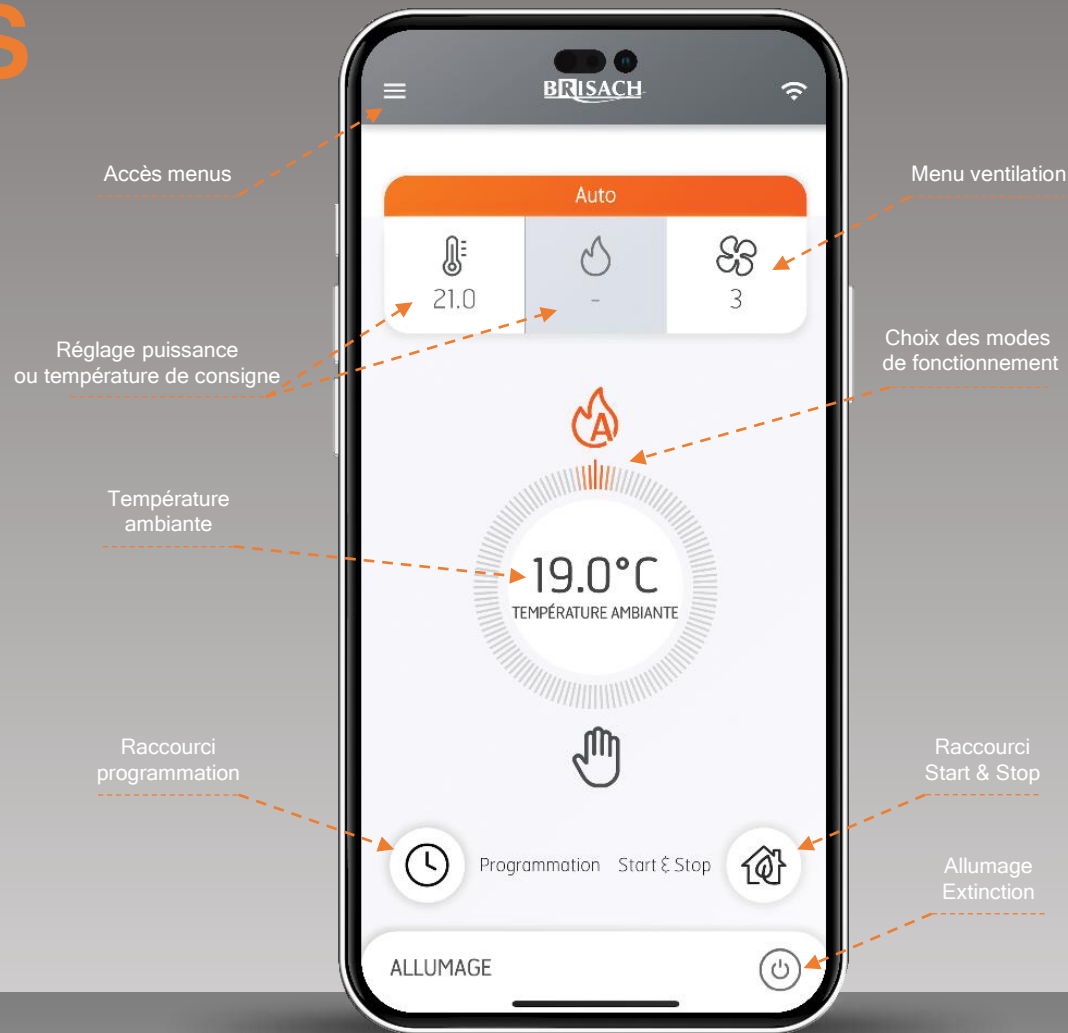 S
BRISACH
Accès menus
Menu ventilation
Auto
21.0
-
3
Réglage puissance
ou température de consigne
Choix des modes
de fonctionnement
A
Température
ambiante
19.0°C
TEMPÉRATURE AMBIANTE
Raccourci
programmation
Raccourci
Start & Stop
Programmation
Start & Stop
Allumage
Extinction
ALLUMAGE